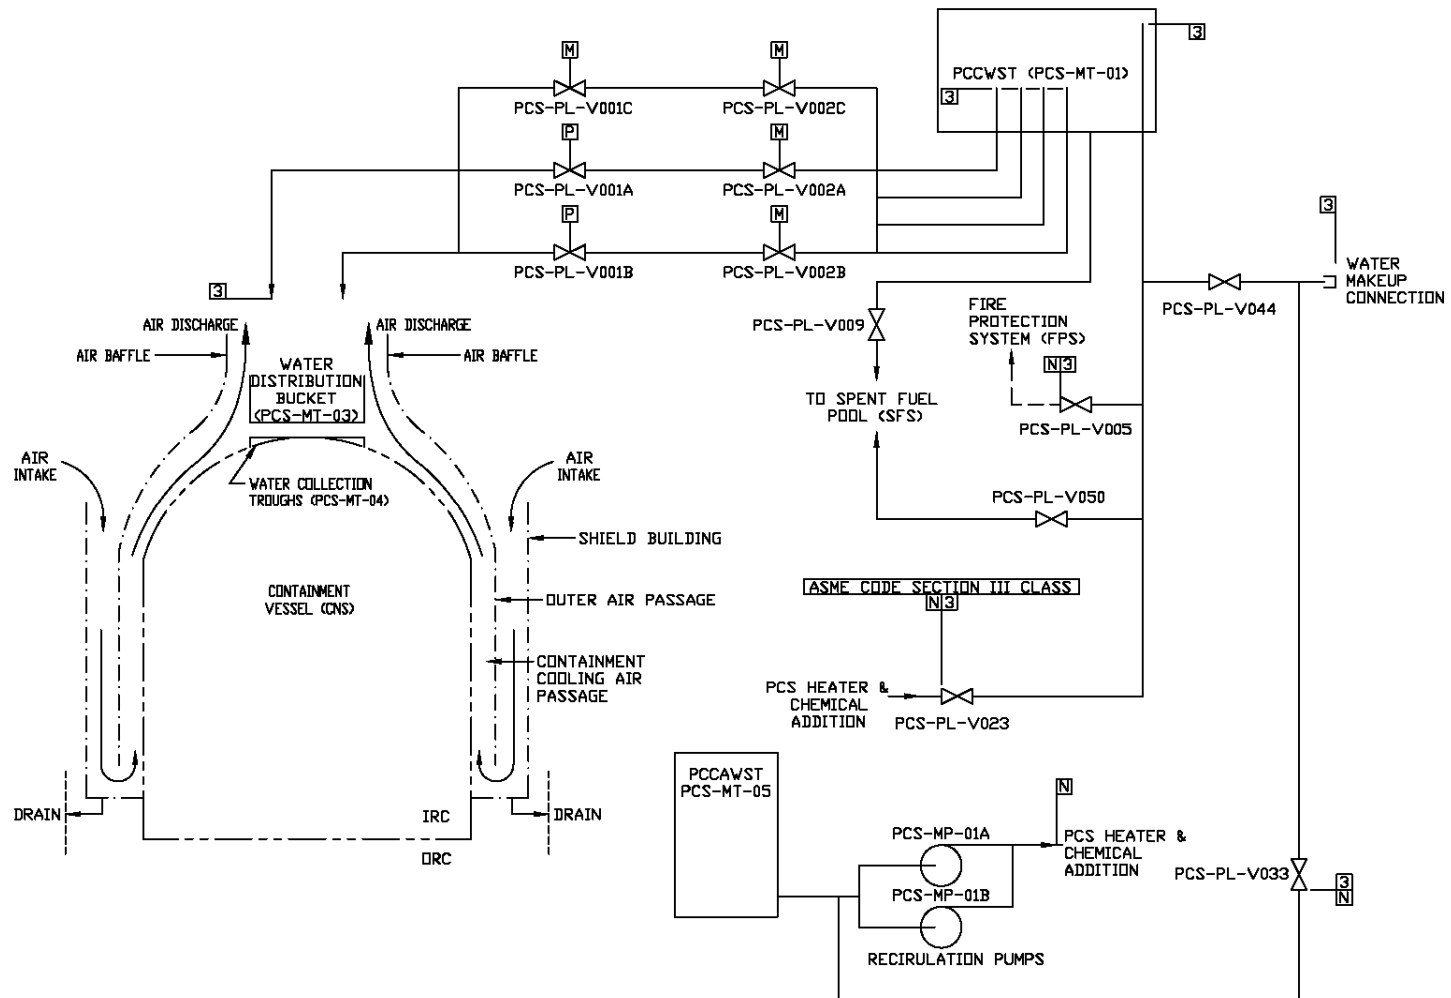 M
M
3
PCCWST (PCS-MT-01)
3
PCS-PL-V001C
PCS-PL-V002C
P
M
PCS-PL-V001A
PCS-PL-V002A
P
M
PCS-PL-V001B
PCS-PL-V002B
3
WATER
MAKEUP
CONNECTION
PCS-PL-V044
3
AIR DISCHARGE
AIR DISCHARGE
AIR BAFFLE
AIR BAFFLE
WATER
DISTRIBUTION
BUCKET
(PCS-MT-03)
PCS-PL-V009
FIRE
PROTECTION
SYSTEM (FPS)
N 3
TO SPENT FUEL
POOL (SFS)
PCS-PL-V005
AIR
INTAKE
AIR
INTAKE
WATER COLLECTION
TROUGHS (PCS-MT-04)
PCS-PL-V050
SHIELD BUILDING
CONTAINMENT
VESSEL (CNS)
OUTER AIR PASSAGE
ASME CODE SECTION III CLASS
N 3
CONTAINMENT
COOLING AIR
PASSAGE
PCS HEATER &
CHEMICAL
ADDITION
PCS-PL-V023
PCCAWST
PCS-MT-05
DRAIN
DRAIN
IRC
ORC
N
PCS-MP-01A
PCS HEATER &
CHEMICAL
ADDITION
PCS-MP-01B
RECIRULATION PUMPS
PCS-PL-V033
3
N